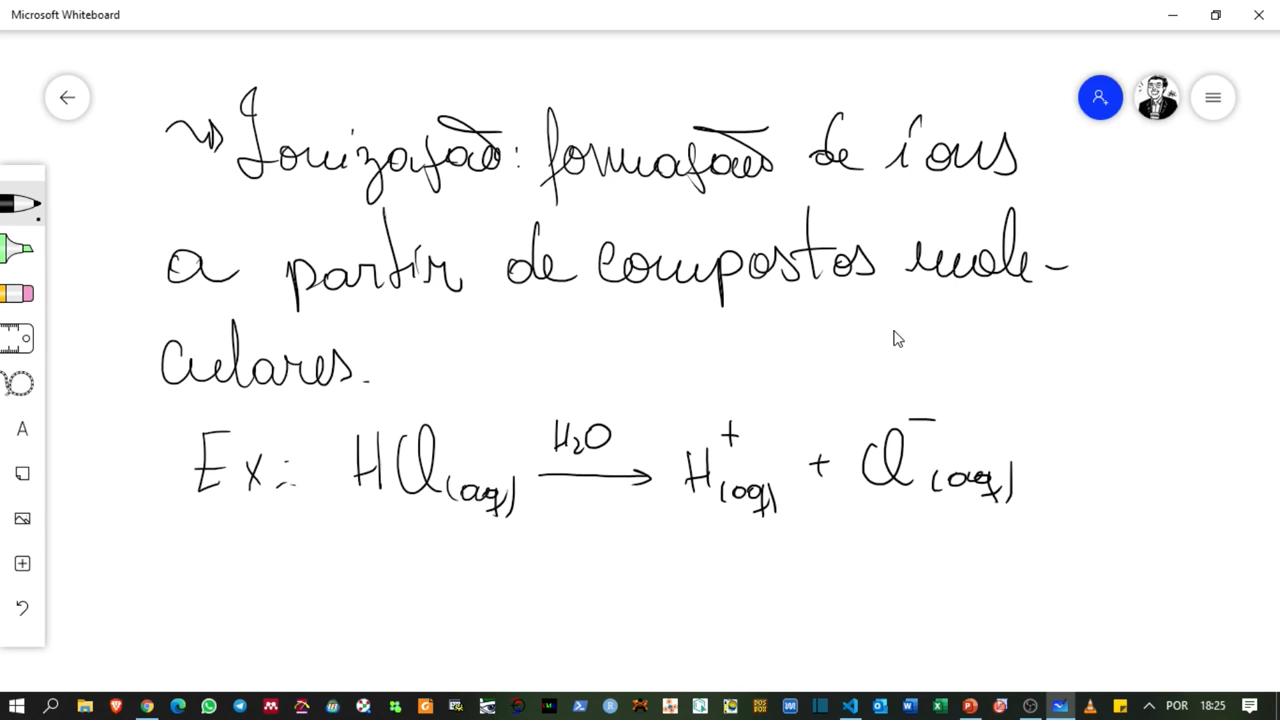 Microsoft Whiteboard
Ionização: formação de íons
a partir de compostos mole-
culares.
Ex: HCl(aq) H₂O → H⁺(aq) + Cl⁻(aq)
A
POR 18:25